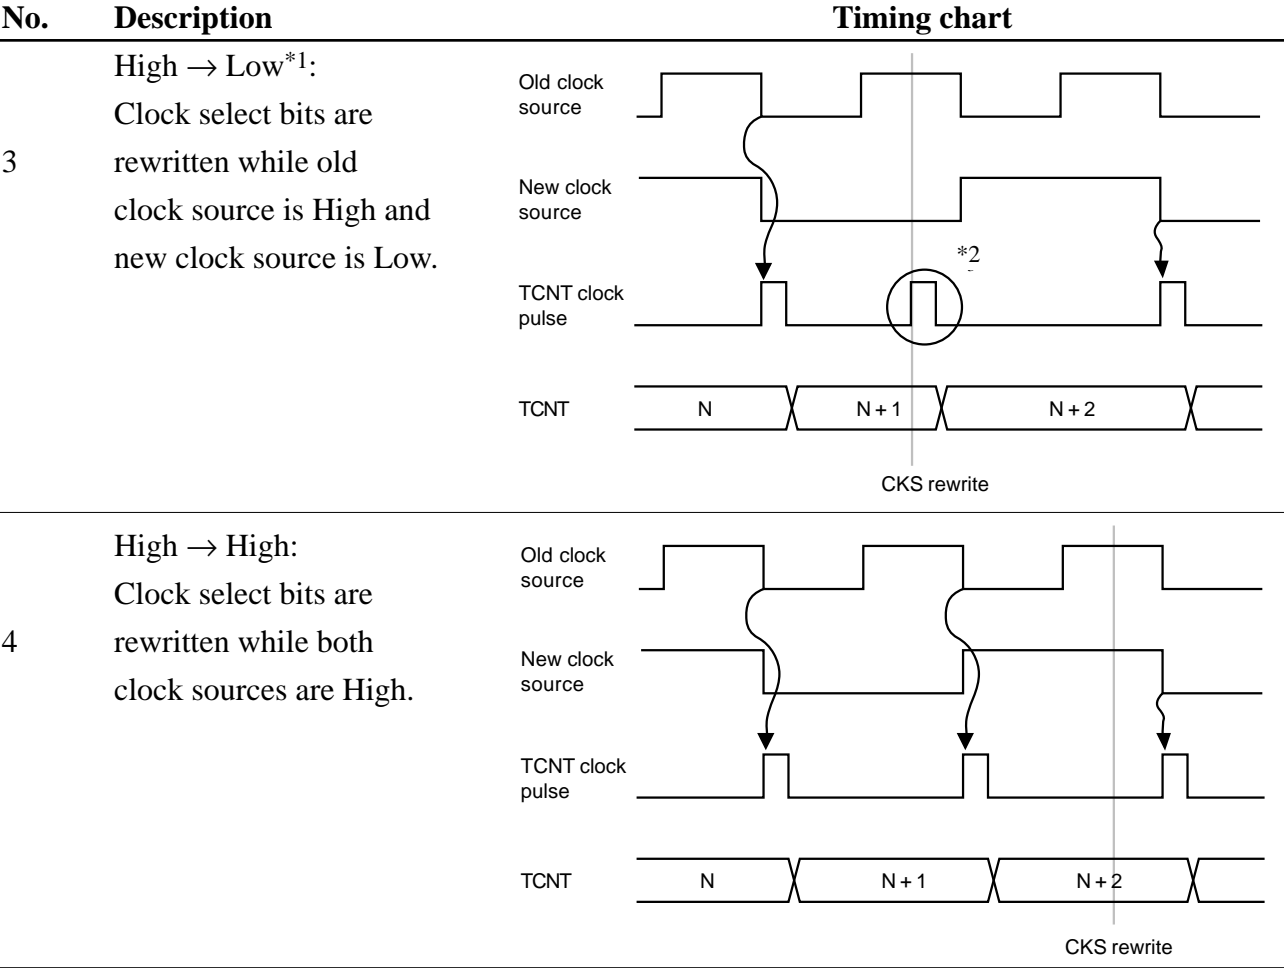 No. Description Timing chart
3
High → Low*1:
Clock select bits are
rewritten while old
clock source is High and
new clock source is Low.
Old clock
source
New clock
source
*2
TCNT clock
pulse
TCNT N N + 1 N + 2
CKS rewrite
4
High → High:
Clock select bits are
rewritten while both
clock sources are High.
Old clock
source
New clock
source
TCNT clock
pulse
TCNT N N + 1 N + 2
CKS rewrite